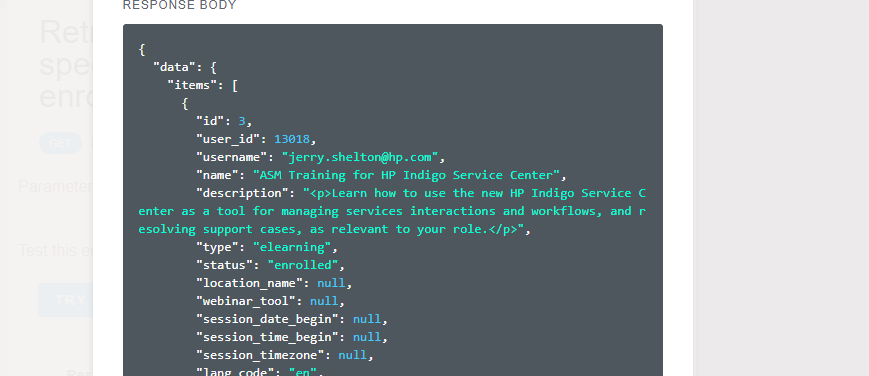 RESPONSE BODY
{
"data": {
"items": [
{
"id": 3,
"user_id": 13018,
"username": "jerry.shelton@hp.com",
"name": "ASM Training for HP Indigo Service Center",
"description": "<p>Learn how to use the new HP Indigo Service C
enter as a tool for managing services interactions and workflows, and r
esolving support cases, as relevant to your role.</p>",
"type": "elearning",
"status": "enrolled",
"location_name": null,
"webinar_tool": null,
"session_date_begin": null,
"session_time_begin": null,
"session_timezone": null,
"lang_code": "en",
Retr
spe
enro
GET
Parameter
Test this e
TRY